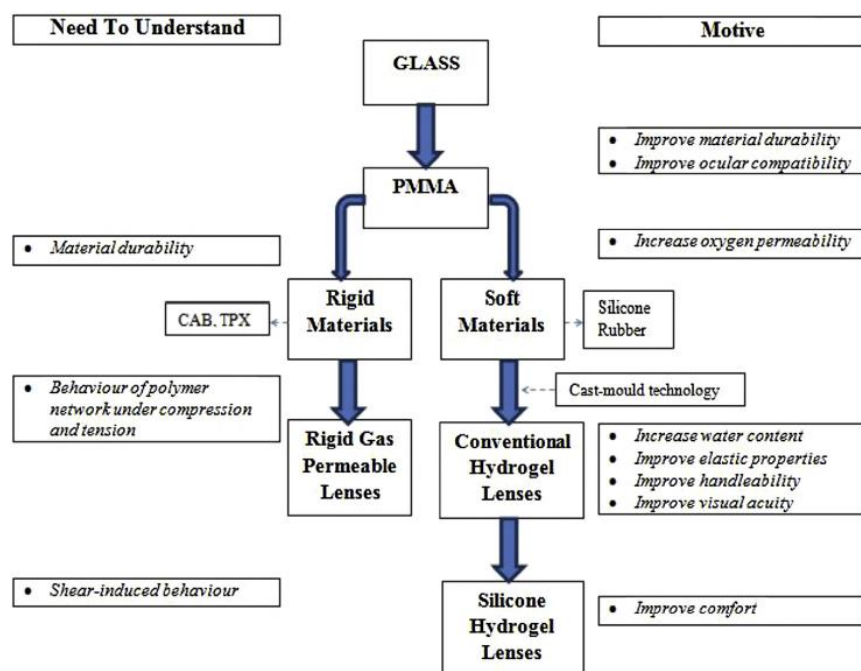 Need To Understand
Motive
GLASS
• Improve material durability
• Improve ocular compatibility
PMMA
• Material durability
• Increase oxygen permeability
CAB, TPX
Rigid
Materials
Soft
Materials
Silicone
Rubber
• Behaviour of polymer
network under compression
and tension
Cast-mould technology
Rigid Gas
Permeable
Lenses
Conventional
Hydrogel
Lenses
• Increase water content
• Improve elastic properties
• Improve handleability
• Improve visual acuity
• Shear-induced behaviour
Silicone
Hydrogel
Lenses
• Improve comfort